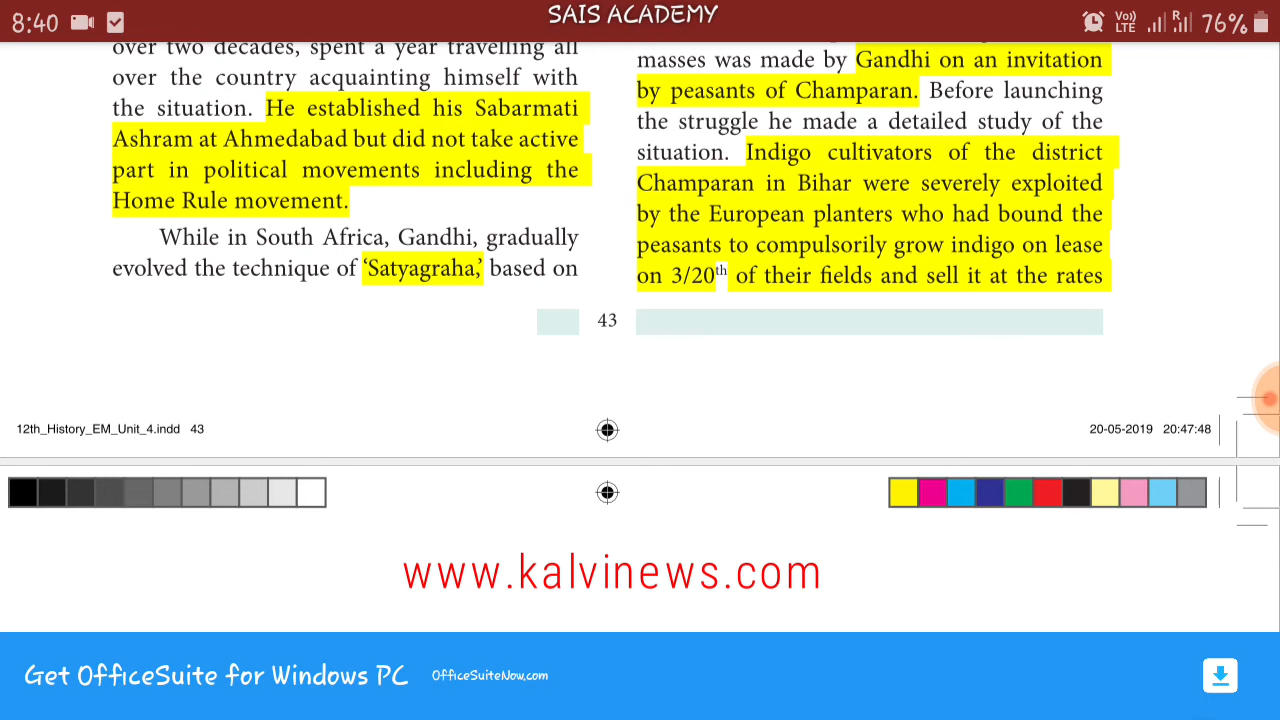 8:40
SAIS ACADEMY
Vo))
LTE
R
76%
over two decades, spent a year travelling all
over the country acquainting himself with
the situation. He established his Sabarmati
Ashram at Ahmedabad but did not take active
part in political movements including the
Home Rule movement.
While in South Africa, Gandhi, gradually
evolved the technique of ‘Satyagraha,’ based on
masses was made by Gandhi on an invitation
by peasants of Champaran. Before launching
the struggle he made a detailed study of the
situation. Indigo cultivators of the district
Champaran in Bihar were severely exploited
by the European planters who had bound the
peasants to compulsorily grow indigo on lease
on 3/20th of their fields and sell it at the rates
43
12th_History_EM_Unit_4.indd 43
20-05-2019 20:47:48
www.kalvinews.com
Get OfficeSuite for Windows PC
OfficeSuiteNow.com